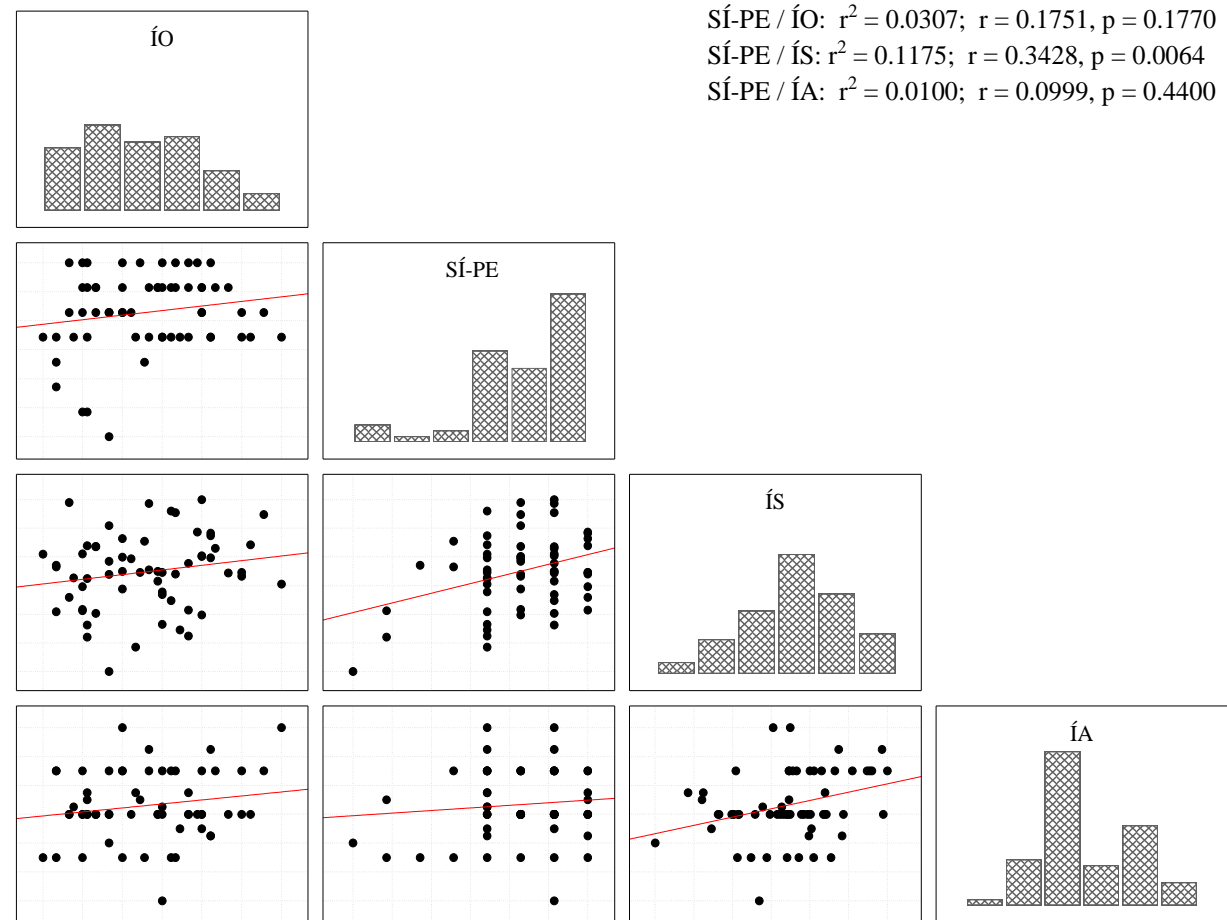 ÍO
SÍ-PE / ÍO: r² = 0.0307; r = 0.1751, p = 0.1770
SÍ-PE / ÍS: r² = 0.1175; r = 0.3428, p = 0.0064
SÍ-PE / ÍA: r² = 0.0100; r = 0.0999, p = 0.4400
SÍ-PE
ÍS
ÍA